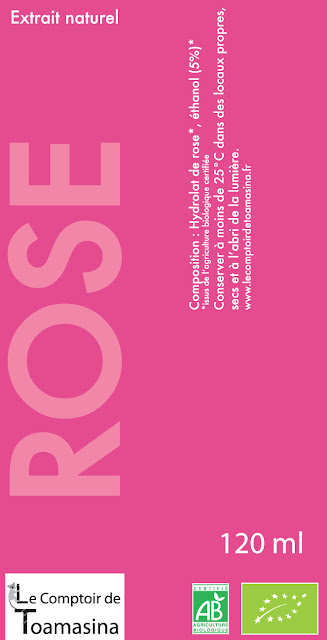 Extrait naturel
ROSE
Composition : Hydrolat de rose*, éthanol (5%)*
*issus de l'agriculture biologique certifiée
Conserver à moins de 25°C dans des locaux propres,
secs et à l'abri de la lumière.
www.lecomptoirdetoamasina.fr
120 ml
Le Comptoir de
Toamasina
CERTIFIÉ
AB
AGRICULTURE
BIOLOGIQUE